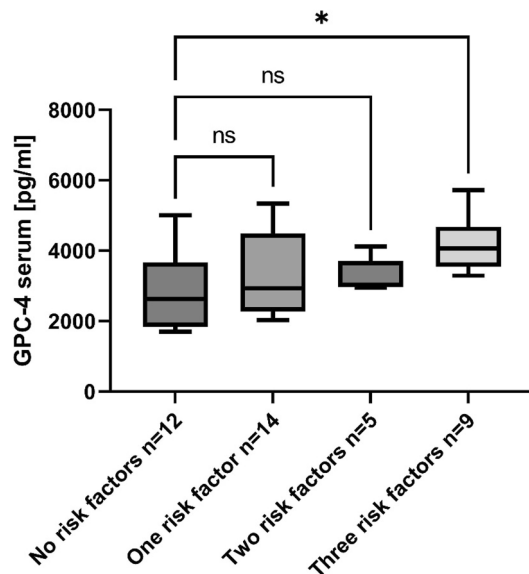 *
ns
ns
GPC-4 serum [pg/ml]
8000
6000
4000
2000
0
No risk factors n=12
One risk factor n=14
Two risk factors n=5
Three risk factors n=9